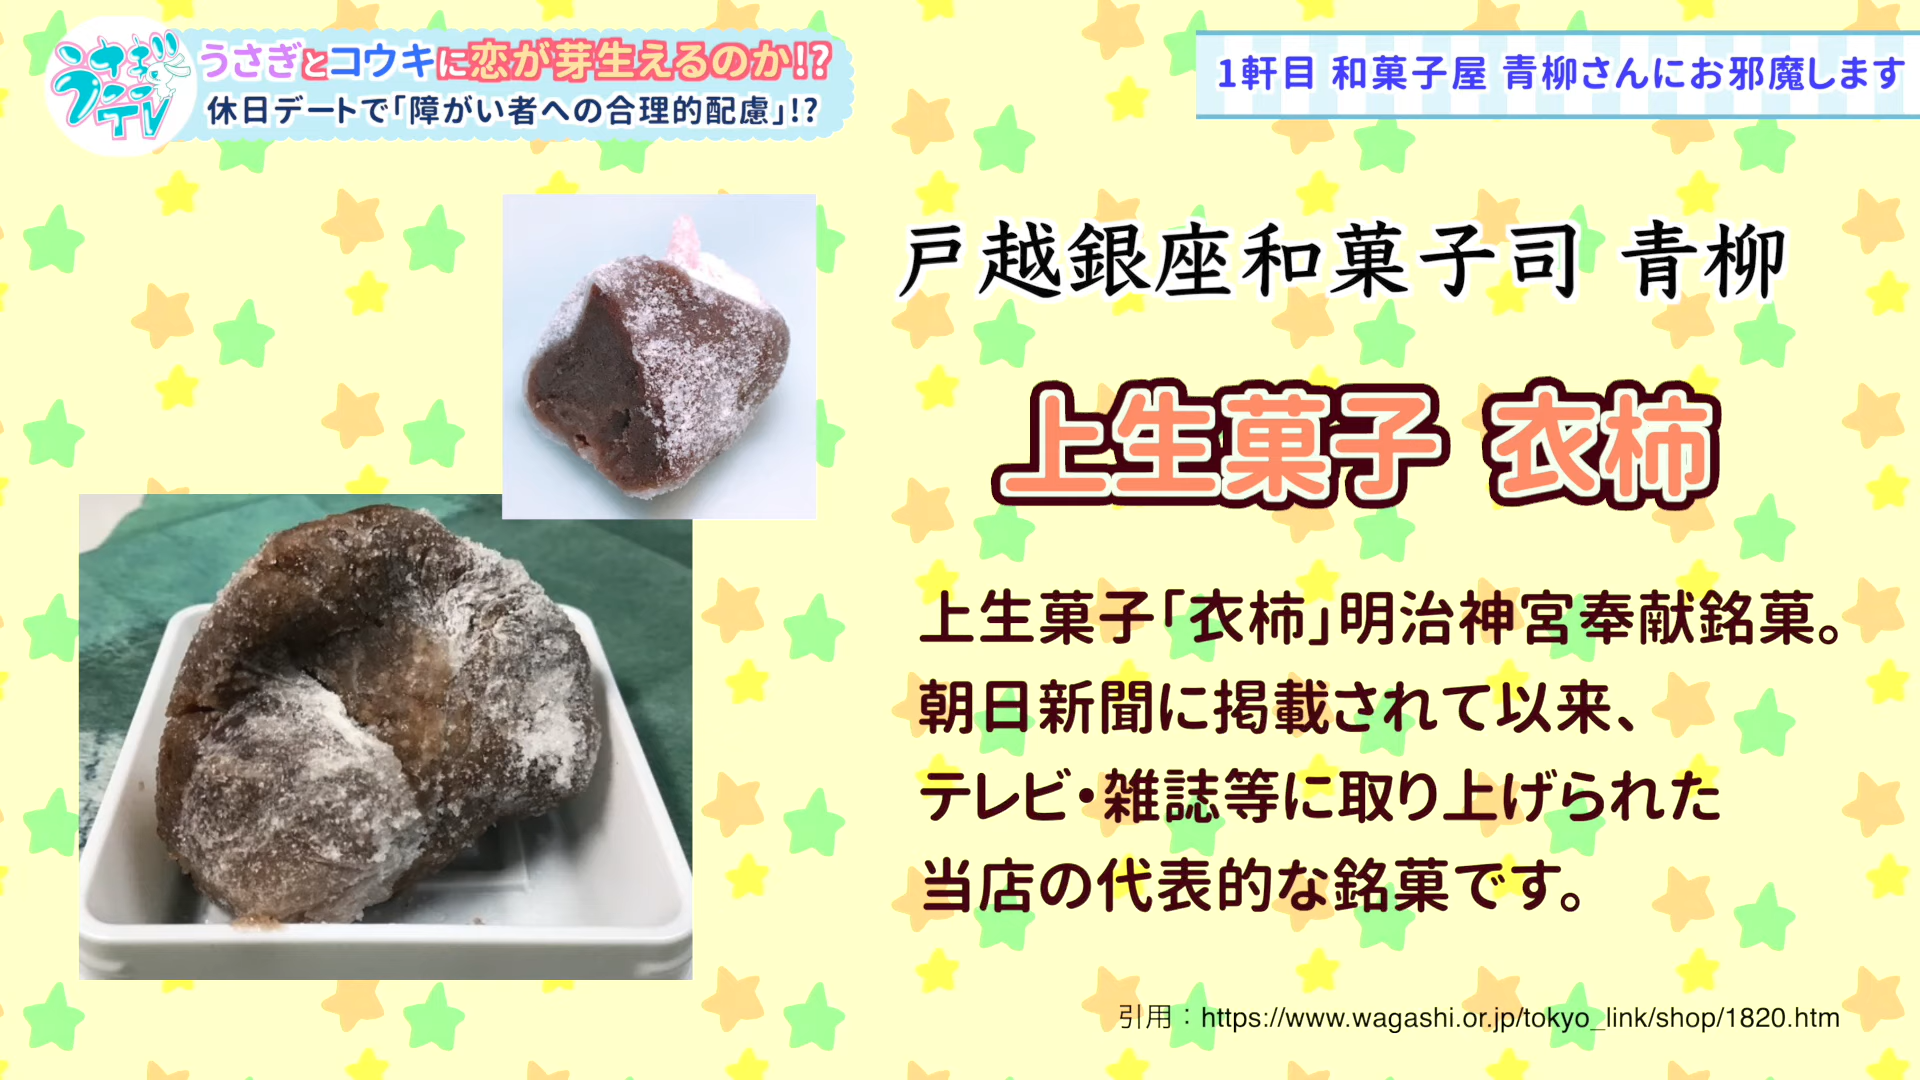 うさぎTV
うさぎとコウキに恋が芽生えるのか!?
休日デートで「障がい者への合理的配慮」!?
1軒目 和菓子屋 青柳さんにお邪魔します
戸越銀座和菓子司 青柳
上生菓子 衣柿
上生菓子「衣柿」明治神宮奉献銘菓。
朝日新聞に掲載されて以来、
テレビ・雑誌等に取り上げられた
当店の代表的な銘菓です。
引用：https://www.wagashi.or.jp/tokyo_link/shop/1820.htm